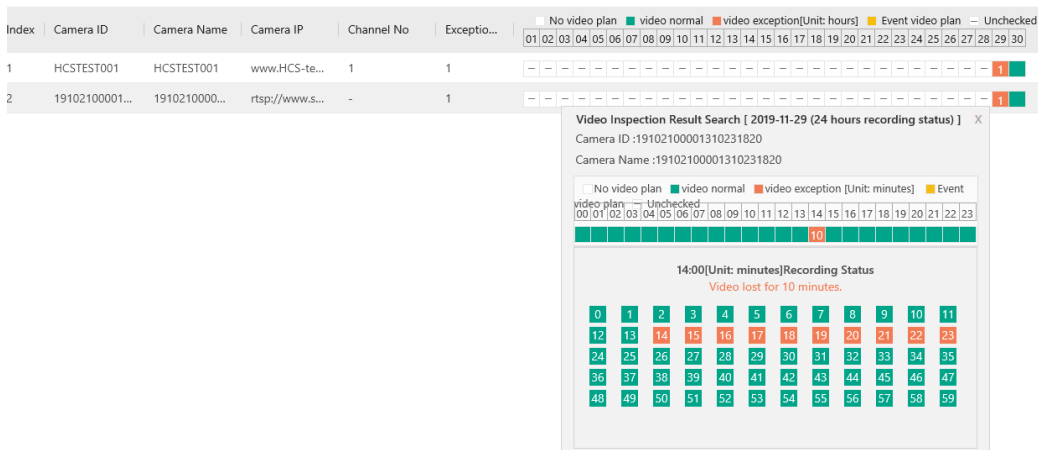 No video plan video normal video exception[Unit: hours] Event video plan – Unchecked
Index Camera ID Camera Name Camera IP Channel No Exceptio...
01 02 03 04 05 06 07 08 09 10 11 12 13 14 15 16 17 18 19 20 21 22 23 24 25 26 27 28 29 30
1 HCSTEST001 HCSTEST001 www.HCS-te... 1 1 – – – – – – – – – – – – – – – – – – – – – – – – – – – – 1
2 19102100001... 1910210000... rtsp://www.s... - 1 – – – – – – – – – – – – – – – – – – – – – – – – – – – – 1
Video Inspection Result Search [ 2019-11-29 (24 hours recording status) ] X
Camera ID :19102100001310231820
Camera Name :19102100001310231820
No video plan video normal video exception [Unit: minutes] Event
video plan – Unchecked
00 01 02 03 04 05 06 07 08 09 10 11 12 13 14 15 16 17 18 19 20 21 22 23
10
14:00[Unit: minutes]Recording Status
Video lost for 10 minutes.
0 1 2 3 4 5 6 7 8 9 10 11
12 13 14 15 16 17 18 19 20 21 22 23
24 25 26 27 28 29 30 31 32 33 34 35
36 37 38 39 40 41 42 43 44 45 46 47
48 49 50 51 52 53 54 55 56 57 58 59